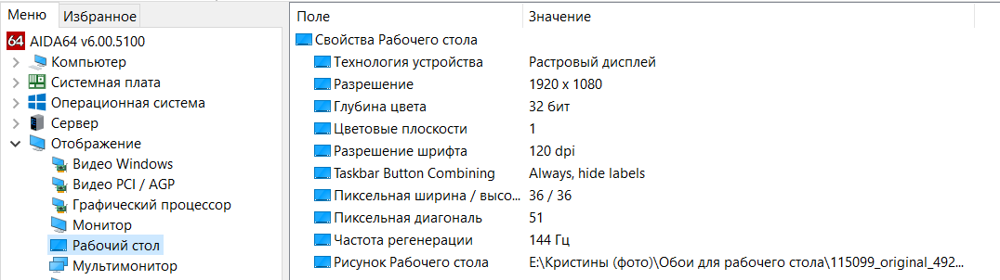 Меню
Избранное
AIDA64 v6.00.5100
Компьютер
Системная плата
Операционная система
Сервер
Отображение
Видео Windows
Видео PCI / AGP
Графический процессор
Монитор
Рабочий стол
Мультимонитор
Поле Значение
Свойства Рабочего стола
Технология устройства Растровый дисплей
Разрешение 1920 x 1080
Глубина цвета 32 бит
Цветовые плоскости 1
Разрешение шрифта 120 dpi
Taskbar Button Combining Always, hide labels
Пиксельная ширина / высо... 36 / 36
Пиксельная диагональ 51
Частота регенерации 144 Гц
Рисунок Рабочего стола E:\Кристины (фото)\Обои для рабочего стола\115099_original_492...